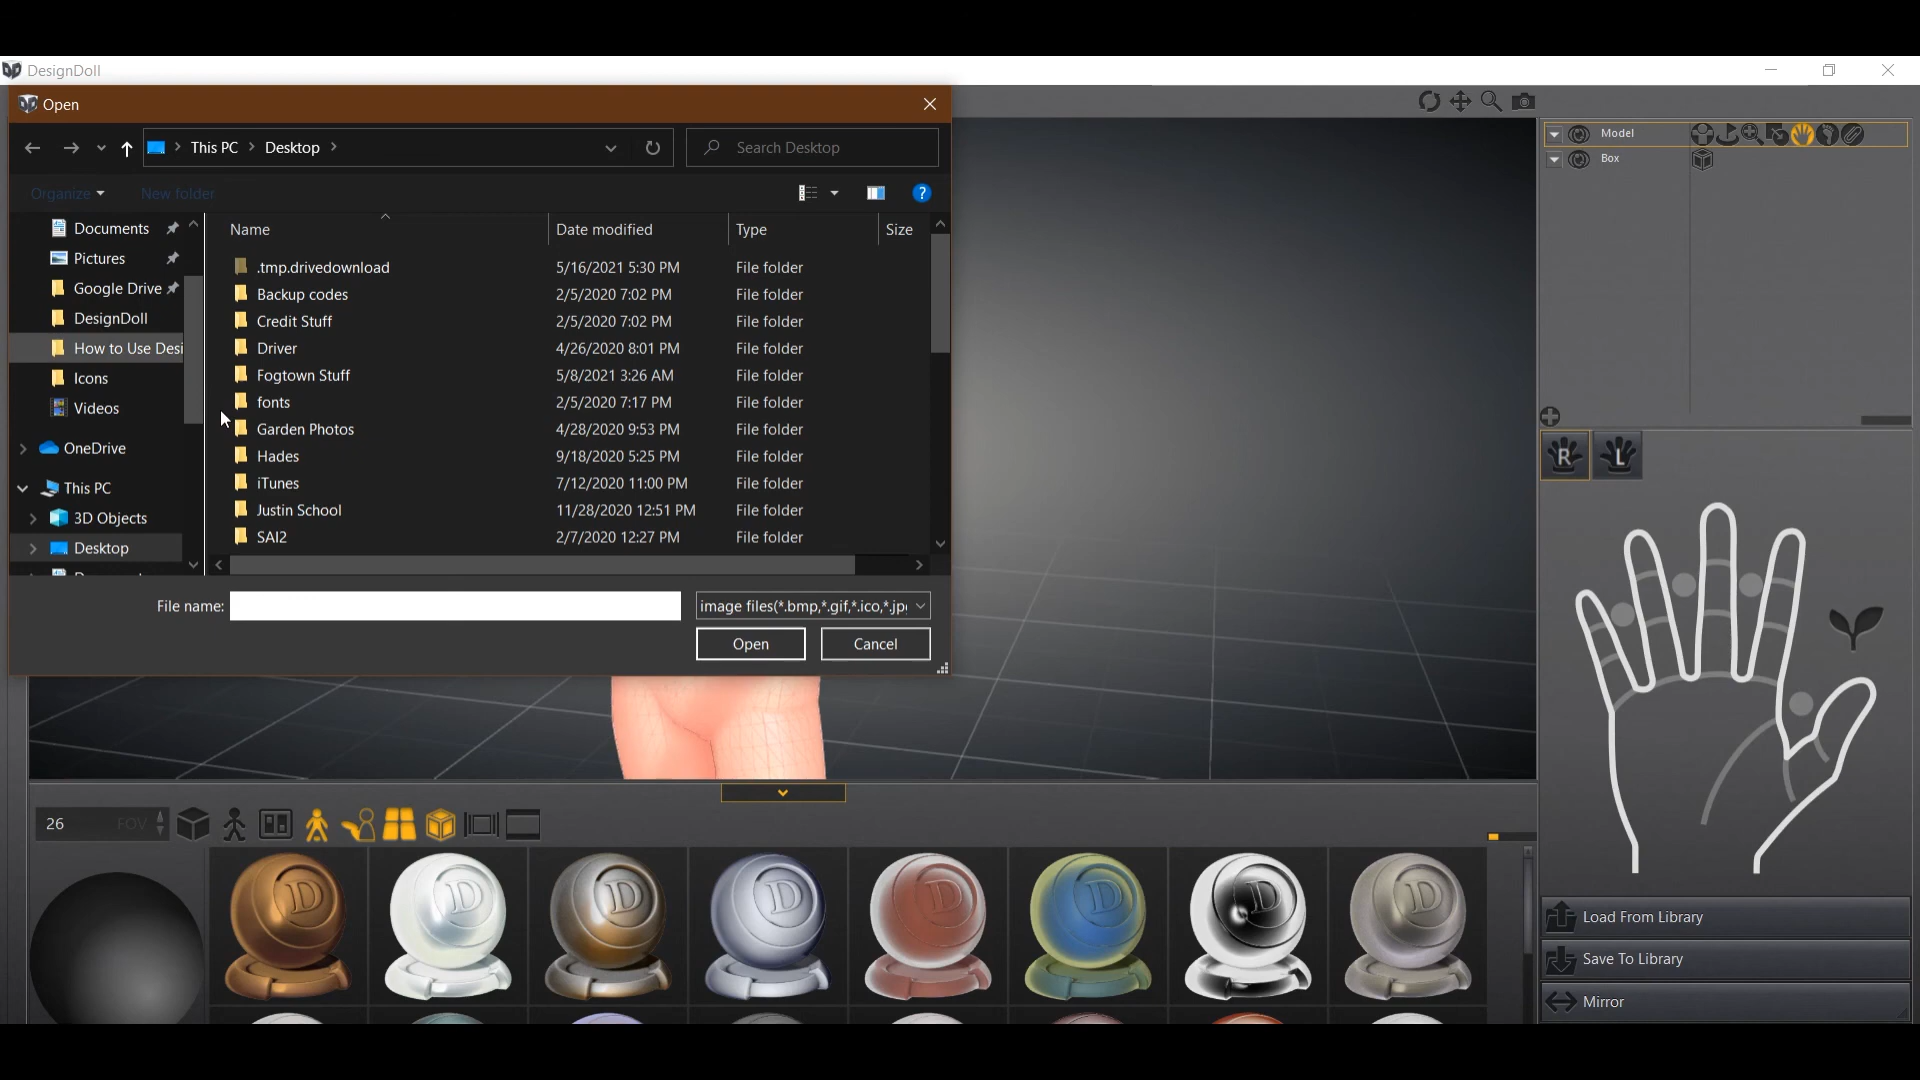 DesignDoll
Open
This PC
Desktop
Search Desktop
Organize
New folder
?
Documents
Pictures
Google Drive
DesignDoll
How to Use Desi
Icons
Videos
OneDrive
This PC
3D Objects
Desktop
Name
Date modified
Type
Size
.tmp.drivedownload 5/16/2021 5:30 PM File folder
Backup codes 2/5/2020 7:02 PM File folder
Credit Stuff 2/5/2020 7:02 PM File folder
Driver 4/26/2020 8:01 PM File folder
Fogtown Stuff 5/8/2021 3:26 AM File folder
fonts 2/5/2020 7:17 PM File folder
Garden Photos 4/28/2020 9:53 PM File folder
Hades 9/18/2020 5:25 PM File folder
iTunes 7/12/2020 11:00 PM File folder
Justin School 11/28/2020 12:51 PM File folder
SAI2 2/7/2020 12:27 PM File folder
File name:
image files(*.bmp,*.gif,*.ico,*.jp
Open
Cancel
Model
Box
R
L
26
FOV
D
D
D
D
D
D
D
D
Load From Library
Save To Library
Mirror